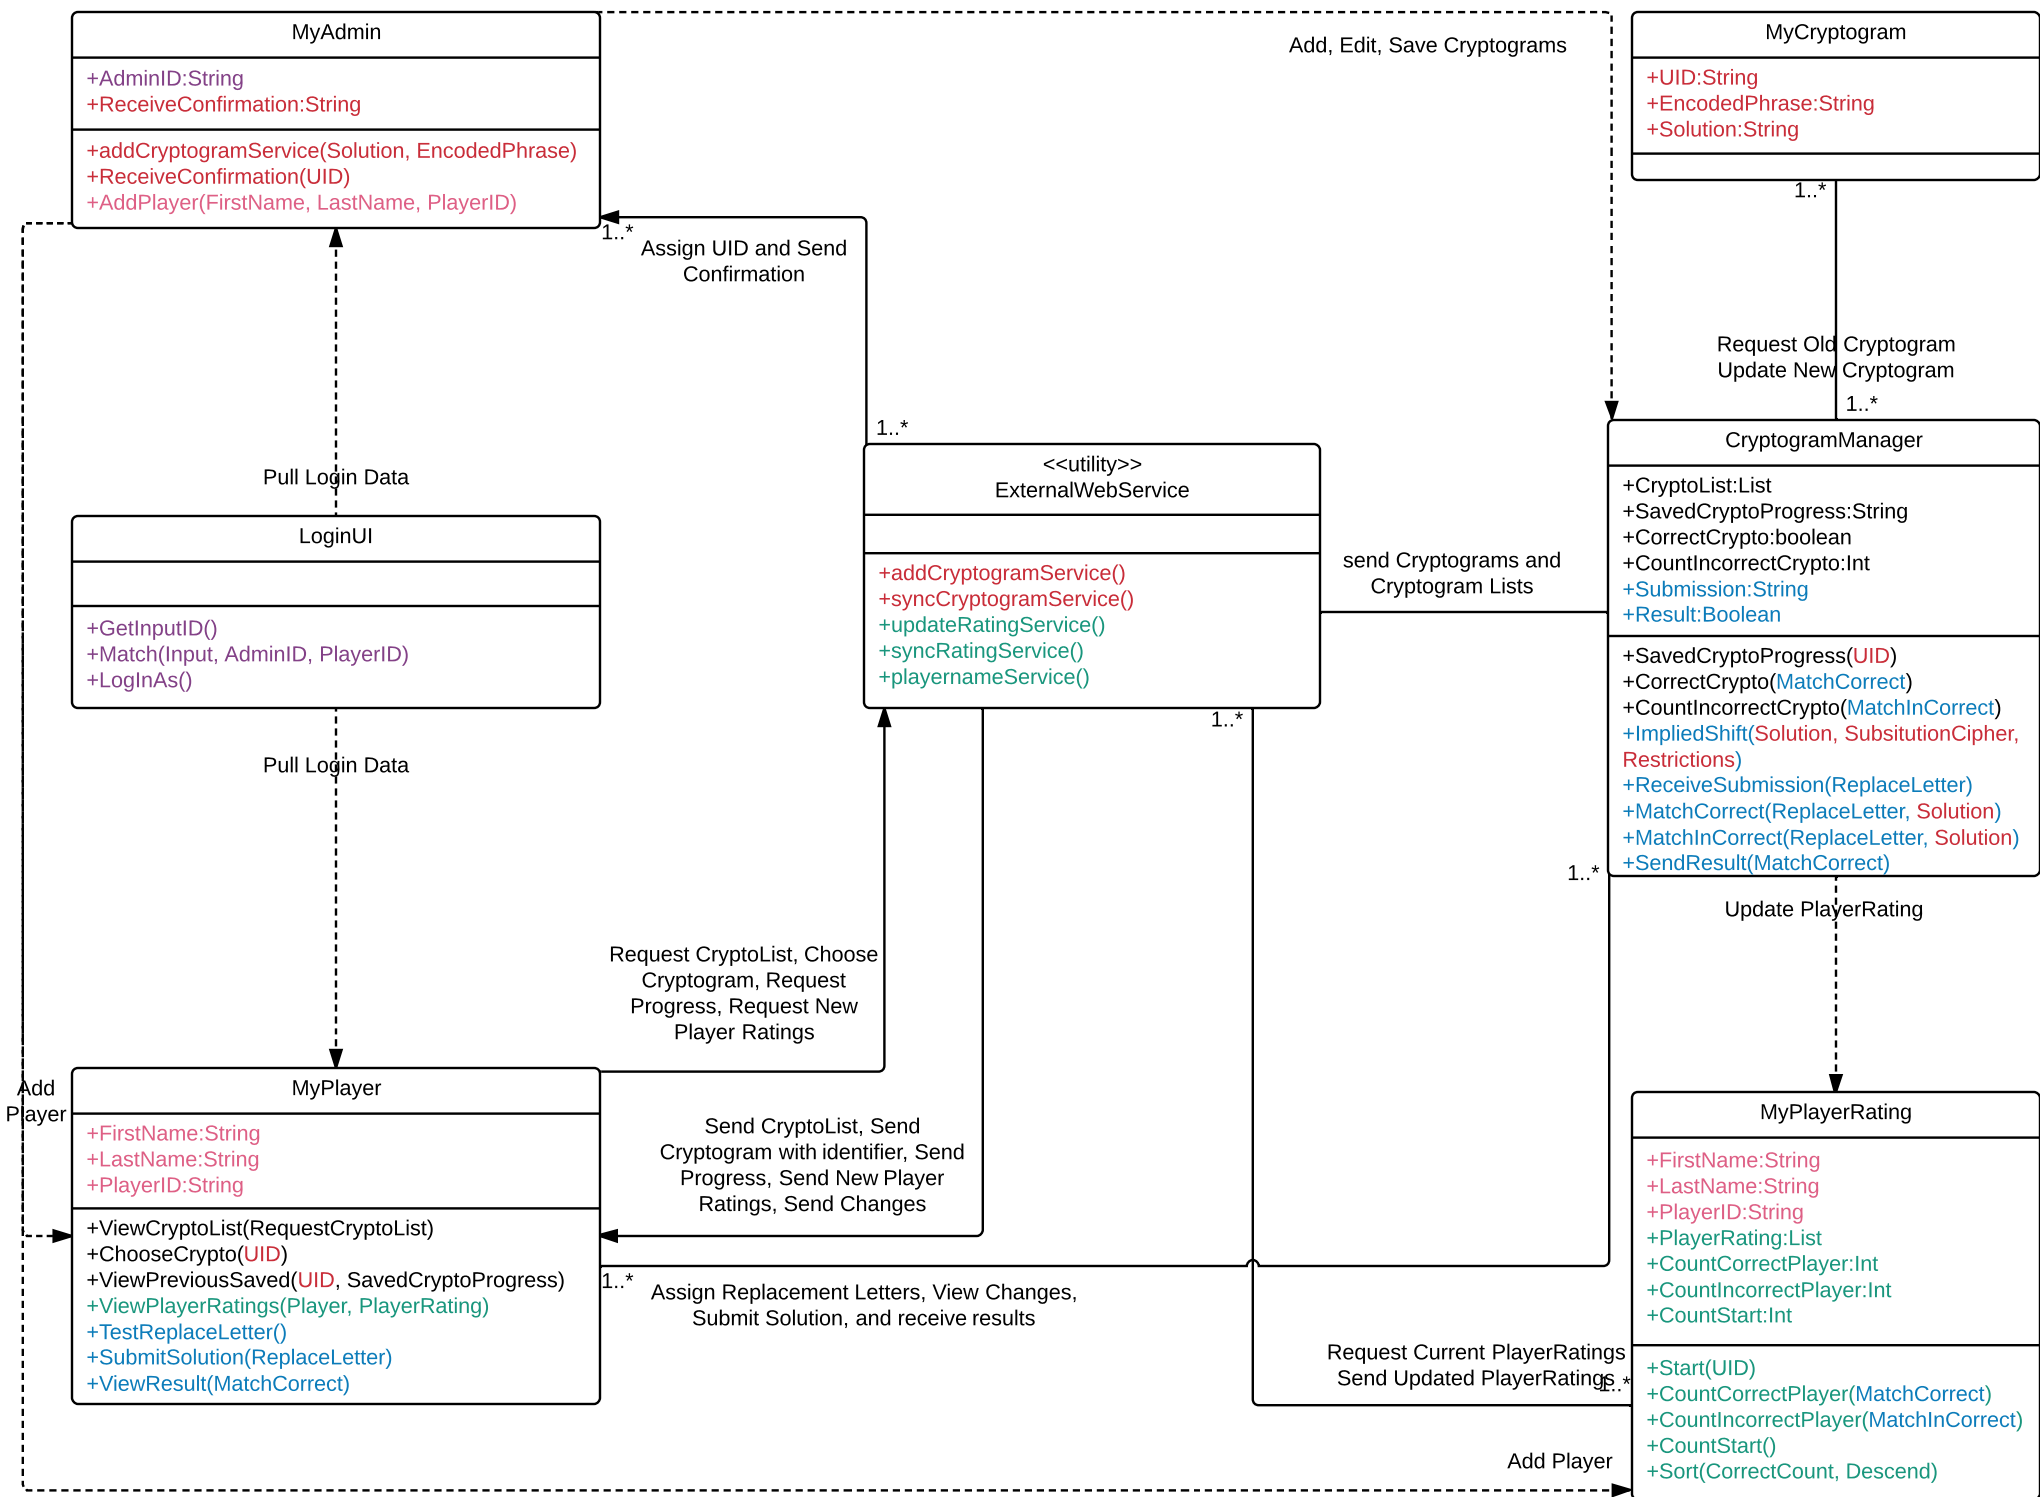 MyAdmin
+AdminID:String
+ReceiveConfirmation:String
+addCryptogramService(Solution, EncodedPhrase)
+ReceiveConfirmation(UID)
+AddPlayer(FirstName, LastName, PlayerID)
Add, Edit, Save Cryptograms
MyCryptogram
+UID:String
+EncodedPhrase:String
+Solution:String
1..*
1..*
Assign UID and Send
Confirmation
Request Old Cryptogram
Update New Cryptogram
1..*
1..*
Pull Login Data
LoginUI
+GetInputID()
+Match(Input, AdminID, PlayerID)
+LogInAs()
Pull Login Data
<<utility>>
ExternalWebService
+addCryptogramService()
+syncCryptogramService()
+updateRatingService()
+syncRatingService()
+playernameService()
1..*
send Cryptograms and
Cryptogram Lists
CryptogramManager
+CryptoList:List
+SavedCryptoProgress:String
+CorrectCrypto:boolean
+CountIncorrectCrypto:Int
+Submission:String
+Result:Boolean
+SavedCryptoProgress(UID)
+CorrectCrypto(MatchCorrect)
+CountIncorrectCrypto(MatchInCorrect)
+ImpliedShift(Solution, SubsitutionCipher,
Restrictions)
+ReceiveSubmission(ReplaceLetter)
+MatchCorrect(ReplaceLetter, Solution)
+MatchInCorrect(ReplaceLetter, Solution)
+SendResult(MatchCorrect)
1..*
Update PlayerRating
Request CryptoList, Choose
Cryptogram, Request
Progress, Request New
Player Ratings
Add
Player
MyPlayer
+FirstName:String
+LastName:String
+PlayerID:String
+ViewCryptoList(RequestCryptoList)
+ChooseCrypto(UID)
+ViewPreviousSaved(UID, SavedCryptoProgress)
+ViewPlayerRatings(Player, PlayerRating)
+TestReplaceLetter()
+SubmitSolution(ReplaceLetter)
+ViewResult(MatchCorrect)
Send CryptoList, Send
Cryptogram with identifier, Send
Progress, Send New Player
Ratings, Send Changes
1..*
Assign Replacement Letters, View Changes,
Submit Solution, and receive results
Request Current PlayerRatings
Send Updated PlayerRatings
1..*
Add Player
MyPlayerRating
+FirstName:String
+LastName:String
+PlayerID:String
+PlayerRating:List
+CountCorrectPlayer:Int
+CountIncorrectPlayer:Int
+CountStart:Int
+Start(UID)
+CountCorrectPlayer(MatchCorrect)
+CountIncorrectPlayer(MatchInCorrect)
+CountStart()
+Sort(CorrectCount, Descend)